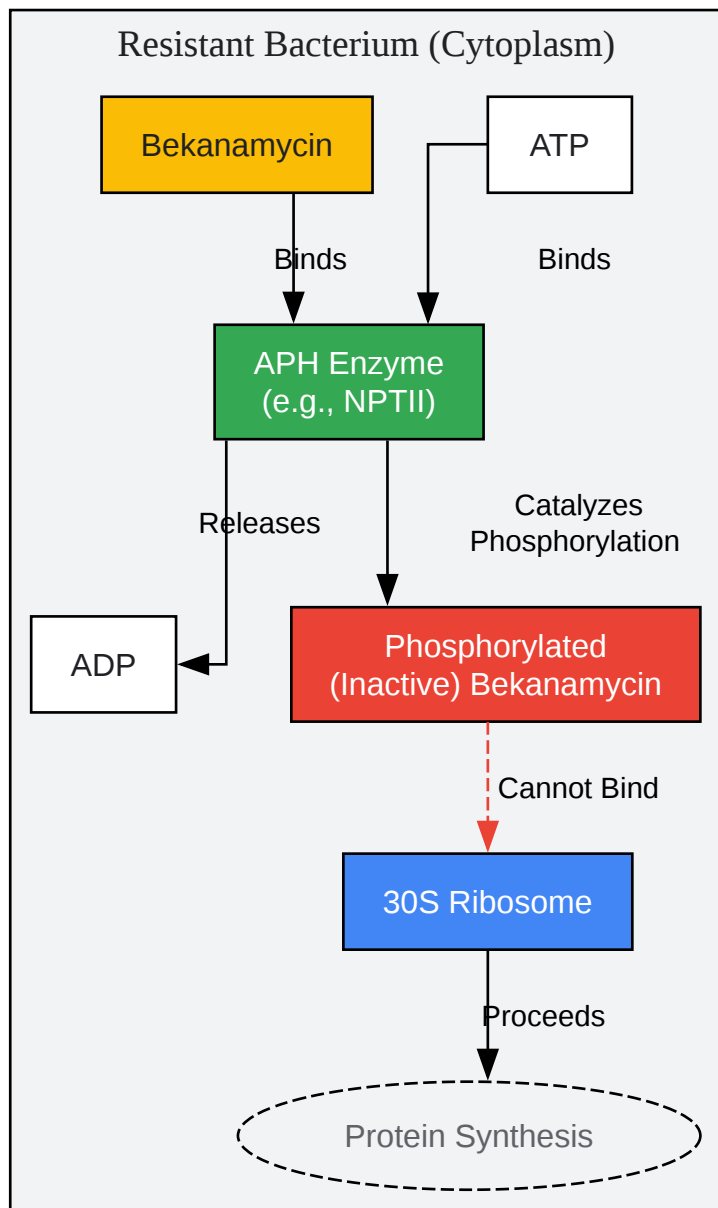 Resistant Bacterium (Cytoplasm)
Bekanamycin
ATP
Binds
Binds
APH Enzyme
(e.g., NPTII)
Releases
Catalyzes
Phosphorylation
ADP
Phosphorylated
(Inactive) Bekanamycin
Cannot Bind
30S Ribosome
Proceeds
Protein Synthesis